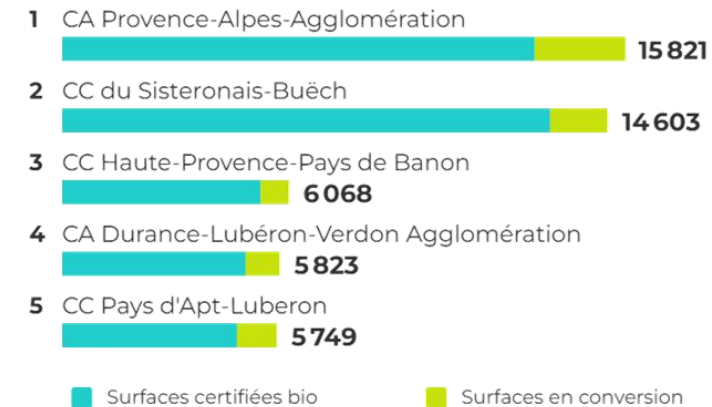 1 CA Provence-Alpes-Agglomération
15 821
2 CC du Sisteronais-Buëch
14 603
3 CC Haute-Provence-Pays de Banon
6 068
4 CA Durance-Lubéron-Verdon Agglomération
5 823
5 CC Pays d'Apt-Luberon
5 749
Surfaces certifiées bio
Surfaces en conversion